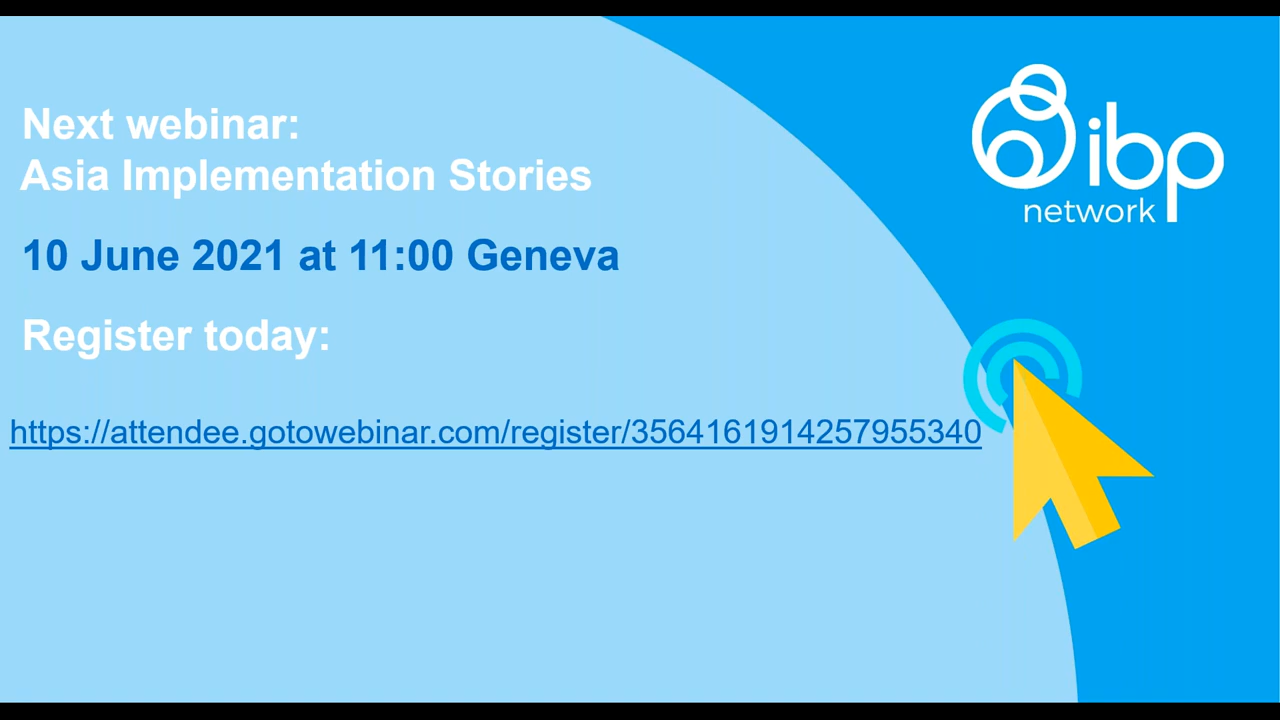 Next webinar:
Asia Implementation Stories
10 June 2021 at 11:00 Geneva
Register today:
https://attendee.gotowebinar.com/register/3564161914257955340
ibp
network